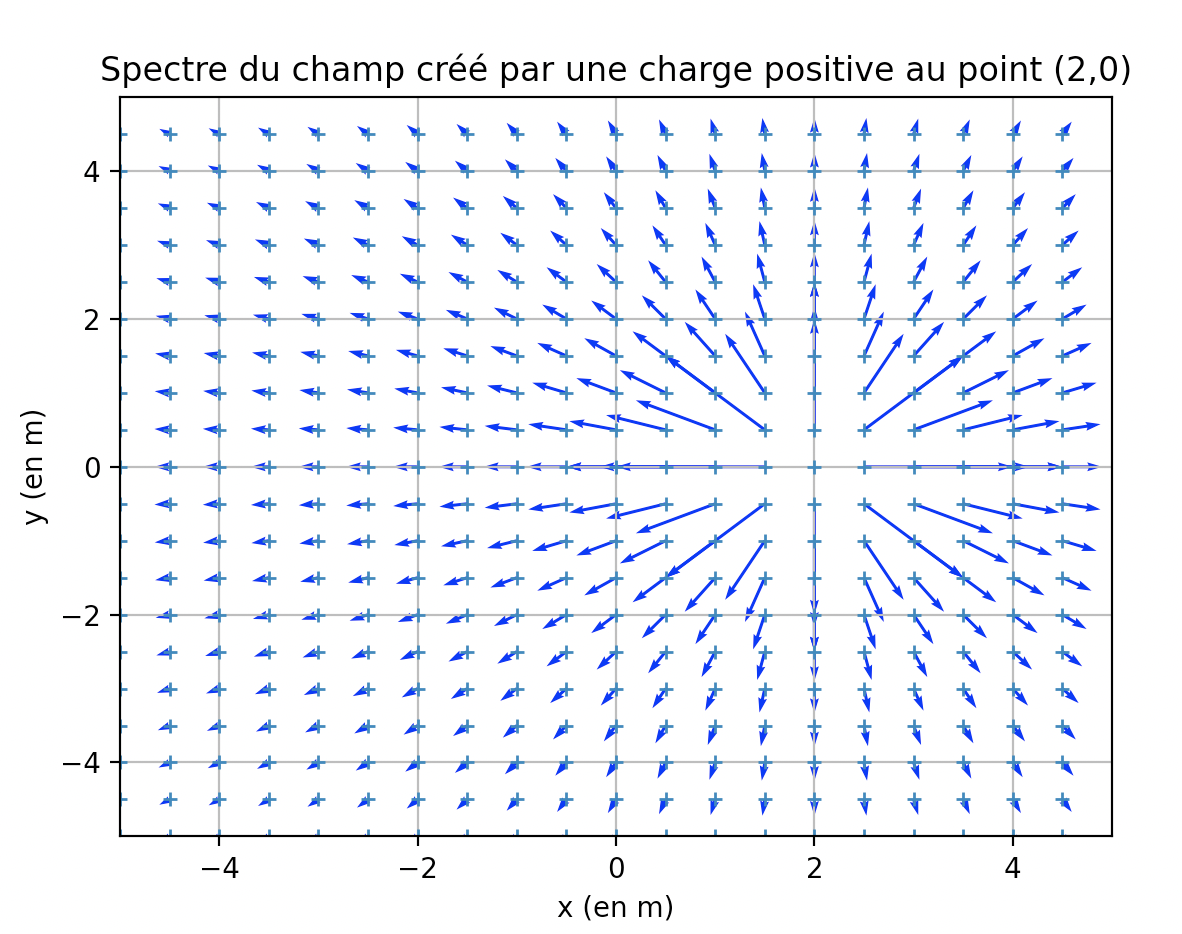 Spectre du champ créé par une charge positive au point (2,0)
4
2
0
−2
−4
y (en m)
−4 −2 0 2 4
x (en m)